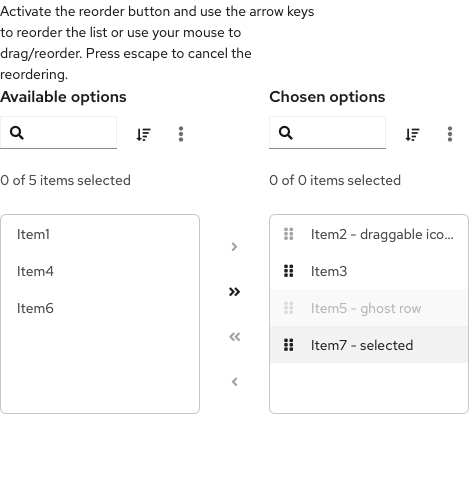 Activate the reorder button and use the arrow keys
to reorder the list or use your mouse to
drag/reorder. Press escape to cancel the
reordering.
Available options
Chosen options
0 of 5 items selected
0 of 0 items selected
Item1
Item4
Item6
Item2 - draggable ico...
Item3
Item5 - ghost row
Item7 - selected